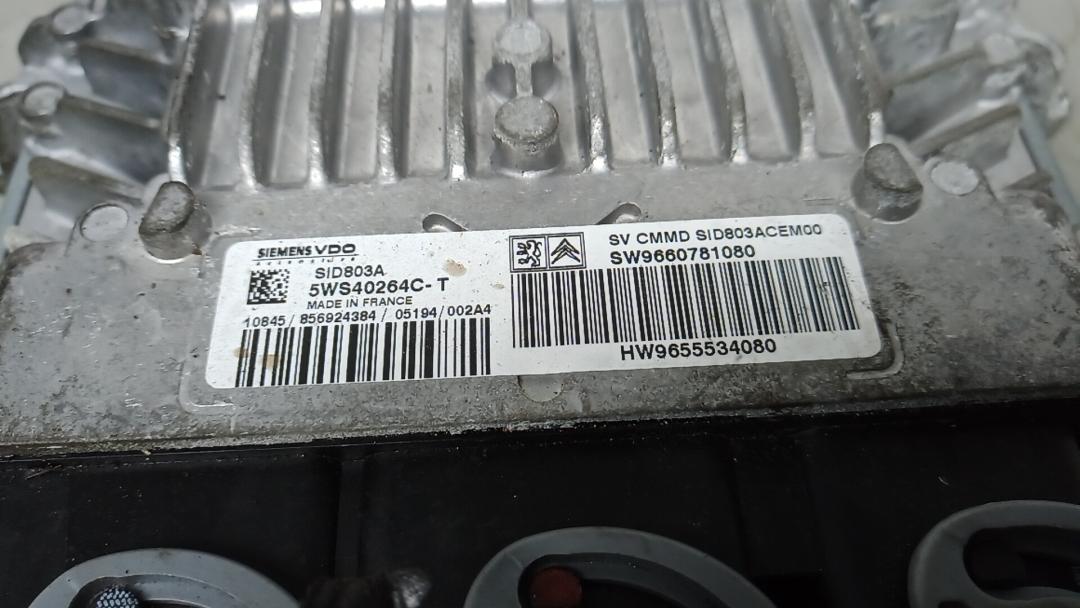 SIEMENS VDO
SID803A
5WS40264C-T
MADE IN FRANCE
10845 / 856924384 / 05194 / 002A4
SV CMMD SID803ACEM00
SW9660781080
HW9655534080